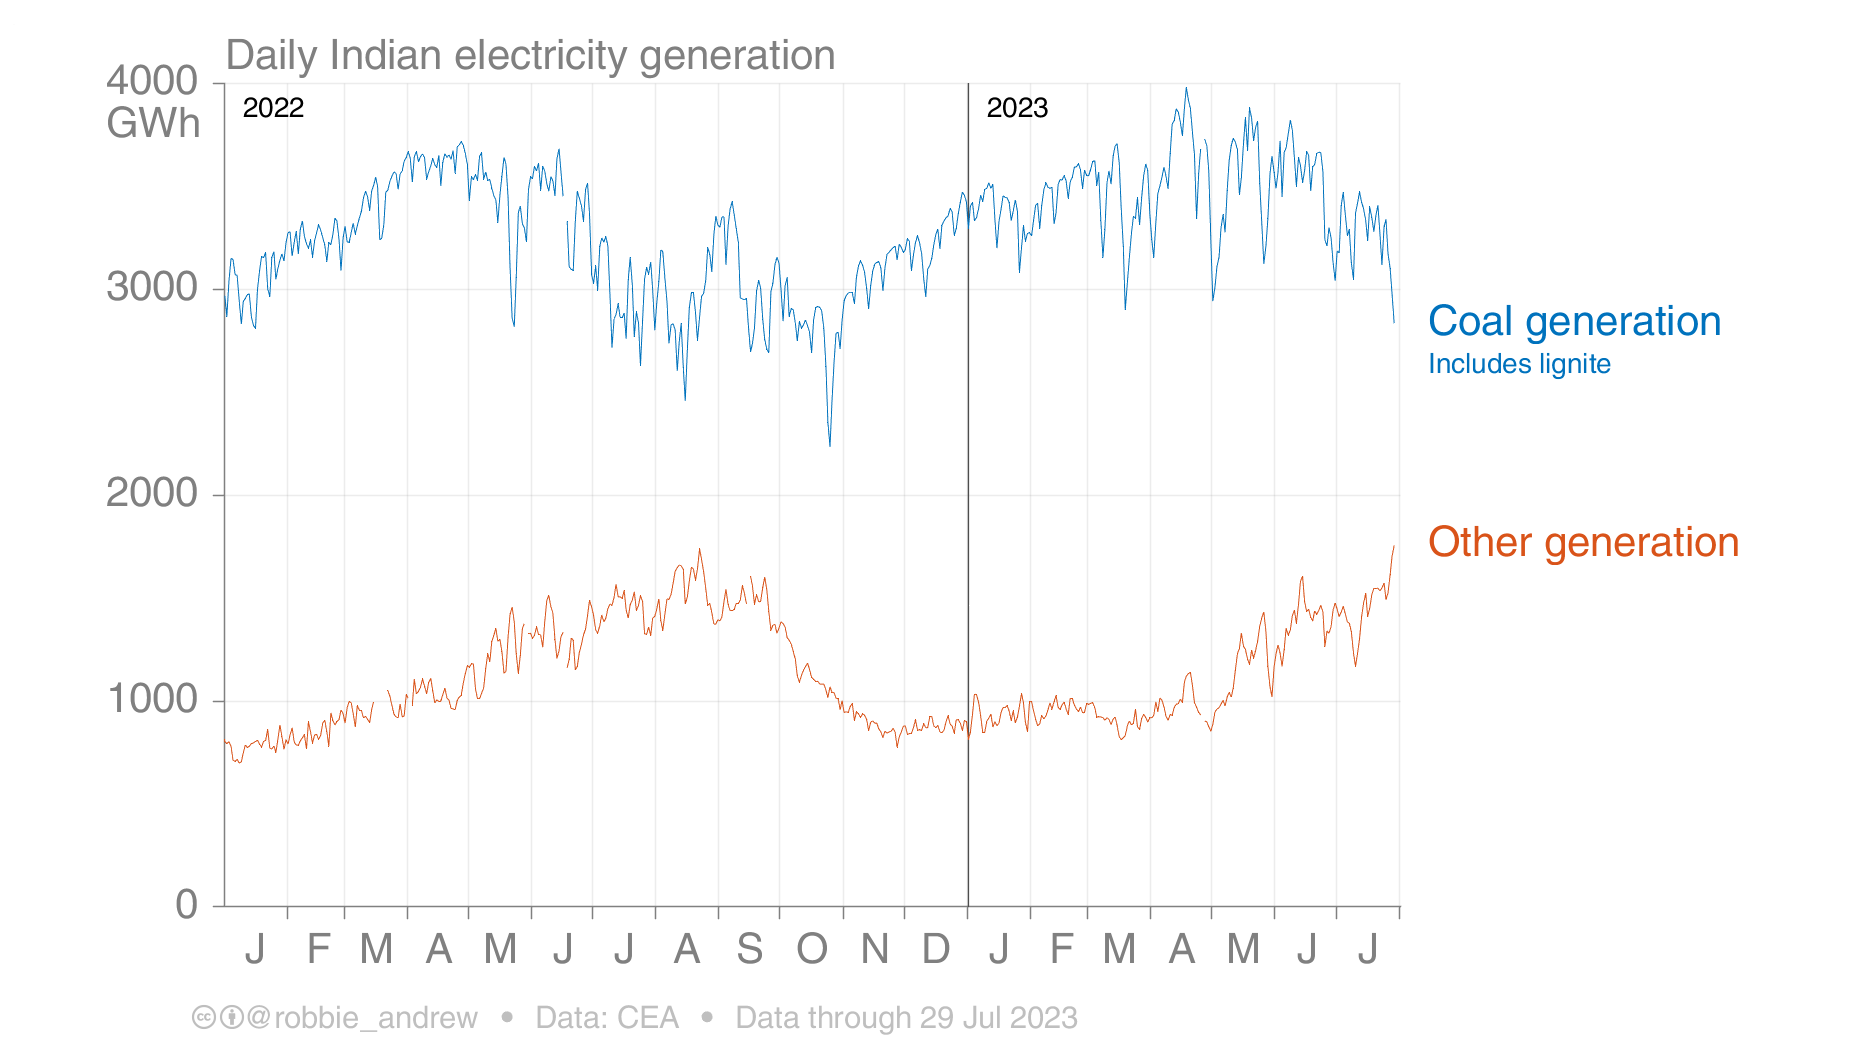 Daily Indian electricity generation
4000
GWh
2022
2023
3000
Coal generation
Includes lignite
2000
Other generation
1000
0
J F M A M J J A S O N D J F M A M J J
cc @robbie_andrew • Data: CEA • Data through 29 Jul 2023